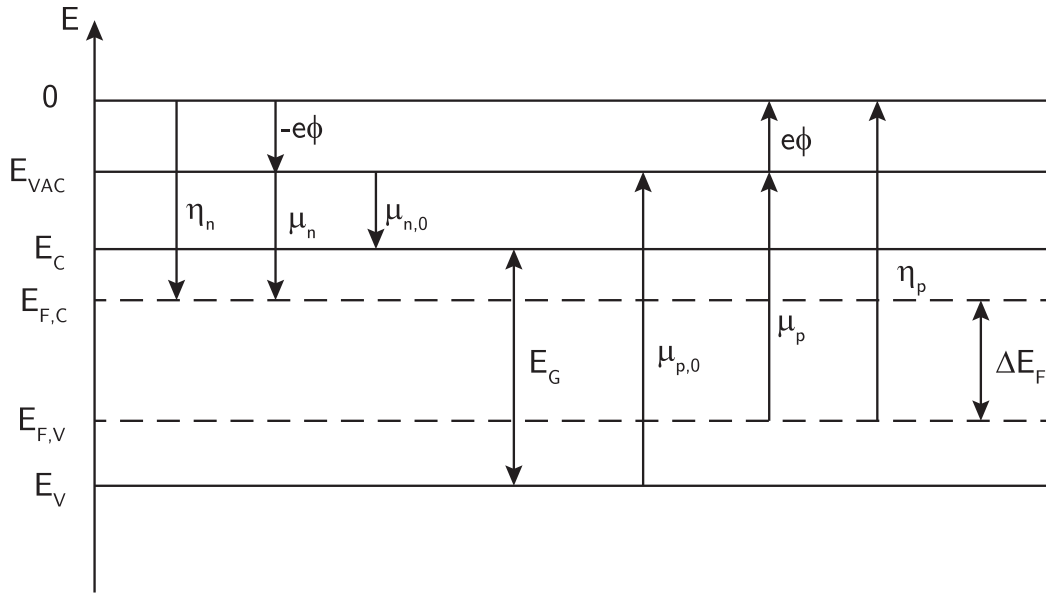 E
0
-eϕ
eϕ
E_VAC
η_n
μ_n
μ_n,0
E_C
η_p
E_F,C
μ_p
E_G
μ_p,0
ΔE_F
E_F,V
E_V